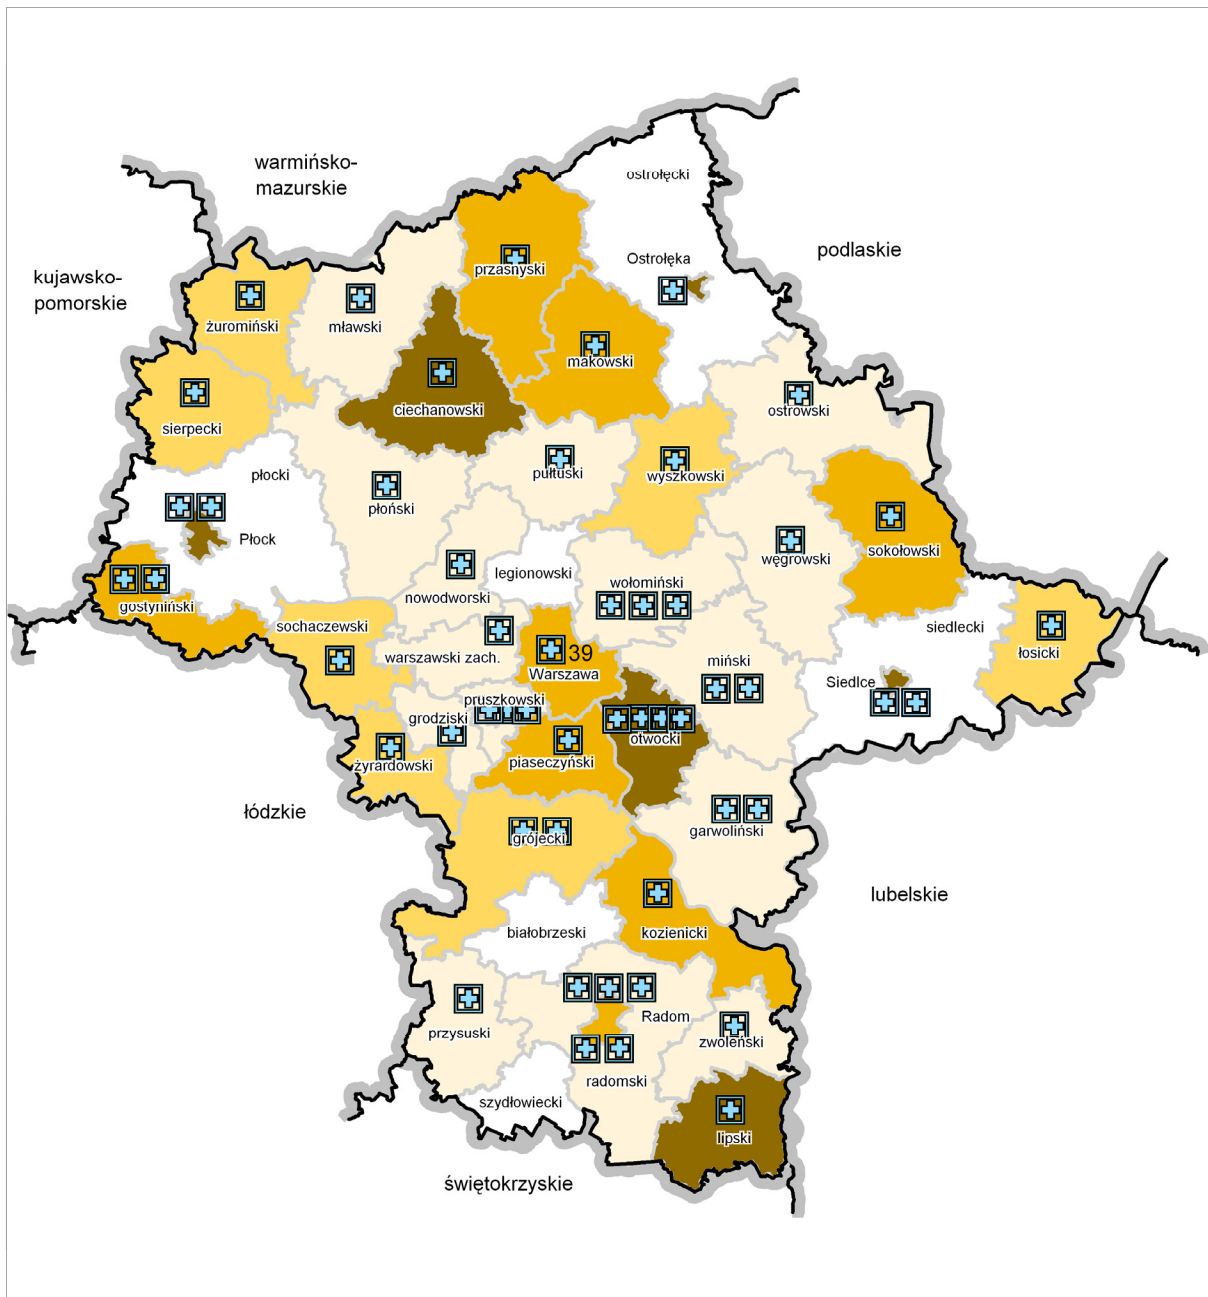 warmińsko-
mazurskie
ostrołęcki
podlaskie
kujawsko-
pomorskie
Ostrołęka
przasnyski
żuromiński
mławski
makowski
ciechanowski
ostrowski
sierpecki
płocki
pułtuski
wyszkowski
płoński
Płock
sokołowski
węgrowski
legionowski
wołomiński
nowodworski
gostyniński
sochaczewski
siedlecki
łosicki
warszawski zach.
39
Warszawa
miński
Siedlce
pruszkowski
grodziski
otwocki
piaseczyński
żyrardowski
łódzkie
garwoliński
grójecki
lubelskie
białobrzeski
kozienicki
Radom
przysuski
zwoleński
radomski
szydłowiecki
lipski
świętokrzyskie